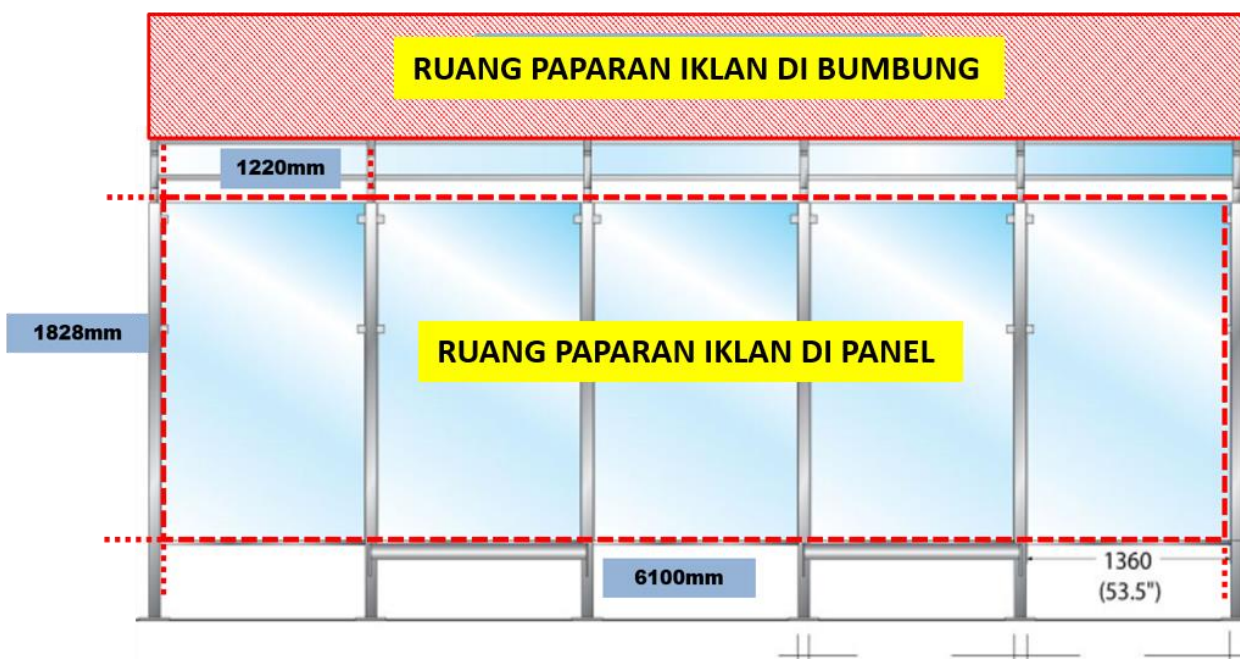 RUANG PAPARAN IKLAN DI BUMBUNG
1220mm
1828mm
RUANG PAPARAN IKLAN DI PANEL
6100mm
1360
(53.5")